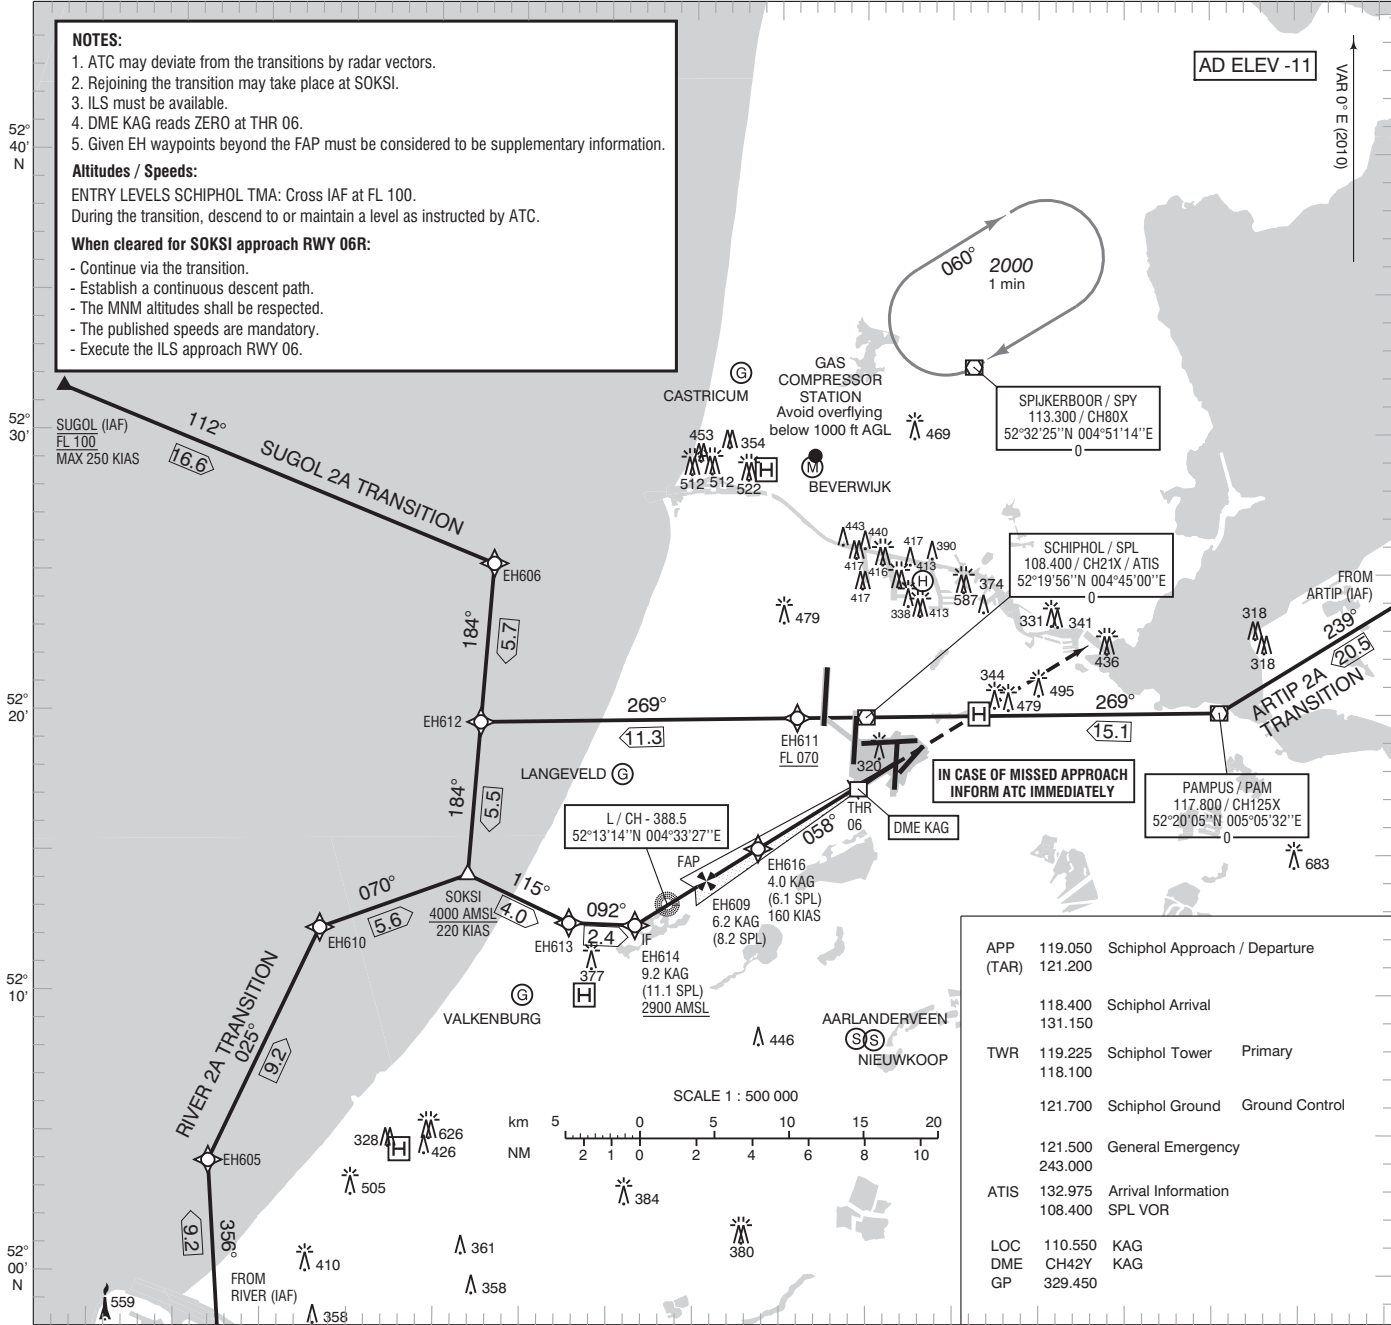 NOTES:
1. ATC may deviate from the transitions by radar vectors.
2. Rejoining the transition may take place at SOKSI.
3. ILS must be available.
4. DME KAG reads ZERO at THR 06.
5. Given EH waypoints beyond the FAP must be considered to be supplementary information.
Altitudes / Speeds:
ENTRY LEVELS SCHIPHOL TMA: Cross IAF at FL 100.
During the transition, descend to or maintain a level as instructed by ATC.
When cleared for SOKSI approach RWY 06R:
- Continue via the transition.
- Establish a continuous descent path.
- The MNM altitudes shall be respected.
- The published speeds are mandatory.
- Execute the ILS approach RWY 06.
AD ELEV -11
VAR 0° E (2010)
52°
40'
N
52°
30'
52°
20'
52°
10'
52°
00'
N
060°
2000
1 min
SPIJKERBOOR / SPY
113.300 / CH80X
52°32'25''N 004°51'14''E
0
GAS
COMPRESSOR
STATION
Avoid overflying
below 1000 ft AGL
G
CASTRICUM
M
BEVERWIJK
469
453
354
512
512
522
H
SUGOL (IAF)
FL 100
MAX 250 KIAS
112°
16.6
SUGOL 2A TRANSITION
EH606
184°
5.7
443
440
417
390
417
416
413
H
417
338
413
587
374
479
331
341
436
318
318
SCHIPHOL / SPL
108.400 / CH21X / ATIS
52°19'56''N 004°45'00''E
0
FROM
ARTIP (IAF)
239°
20.5
ARTIP 2A
TRANSITION
344
479
495
EH612
269°
11.3
EH611
FL 070
H
269°
15.1
320
LANGEVELD G
IN CASE OF MISSED APPROACH
INFORM ATC IMMEDIATELY
PAMPUS / PAM
117.800 / CH125X
52°20'05''N 005°05'32''E
0
683
184°
5.5
L / CH - 388.5
52°13'14''N 004°33'27''E
THR
06
DME KAG
058°
FAP
EH616
4.0 KAG
(6.1 SPL)
160 KIAS
EH609
6.2 KAG
(8.2 SPL)
SOKSI
4000 AMSL
220 KIAS
115°
4.0
070°
5.6
EH610
EH613
092°
2.4
IF
EH614
9.2 KAG
(11.1 SPL)
2900 AMSL
377
H
G
VALKENBURG
RIVER 2A TRANSITION
025°
9.2
EH605
356°
9.2
FROM
RIVER (IAF)
446
AARLANDERVEEN
S S
NIEUWKOOP
SCALE 1 : 500 000
km 5 0 5 10 15 20
NM 2 1 0 2 4 6 8 10
328
H
626
426
505
384
380
361
358
410
358
559
APP 119.050 Schiphol Approach / Departure
(TAR) 121.200
118.400 Schiphol Arrival
131.150
TWR 119.225 Schiphol Tower Primary
118.100
121.700 Schiphol Ground Ground Control
121.500 General Emergency
243.000
ATIS 132.975 Arrival Information
108.400 SPL VOR
LOC 110.550 KAG
DME CH42Y KAG
GP 329.450